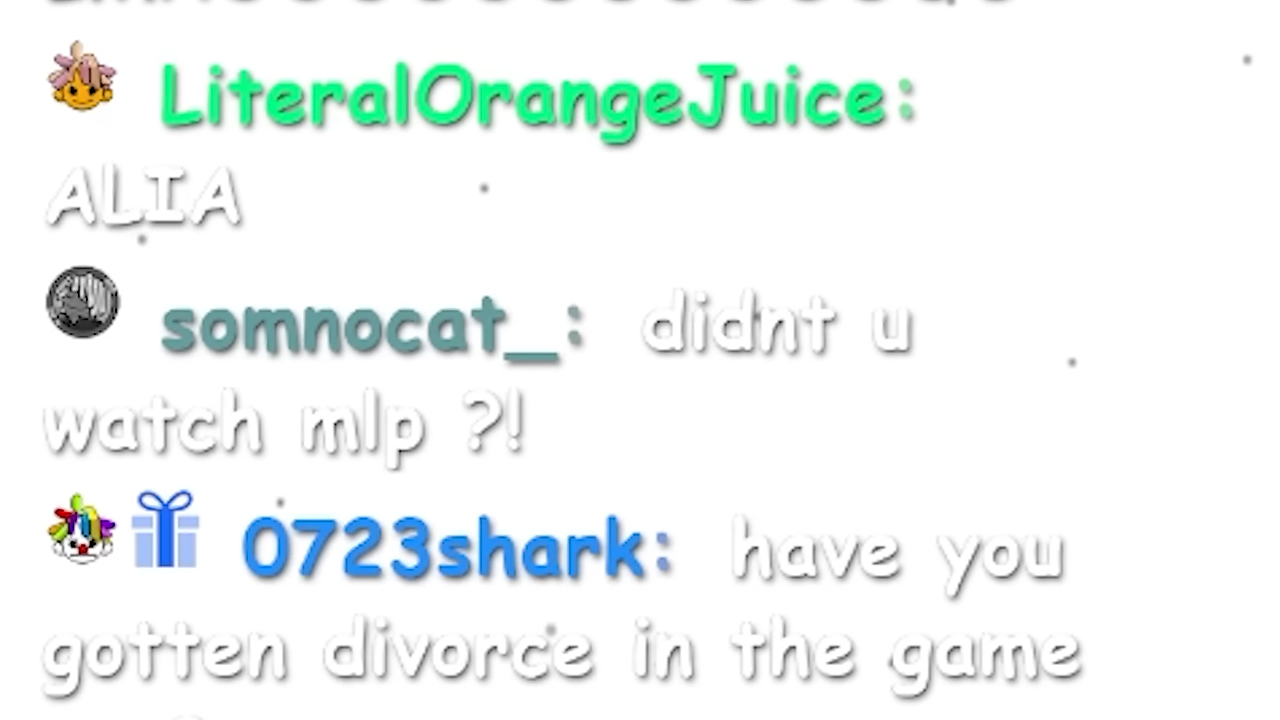 LiteralOrangeJuice:
ALIA
somnocat_: didnt u
watch mlp ?!
0723shark: have you
gotten divorce in the game